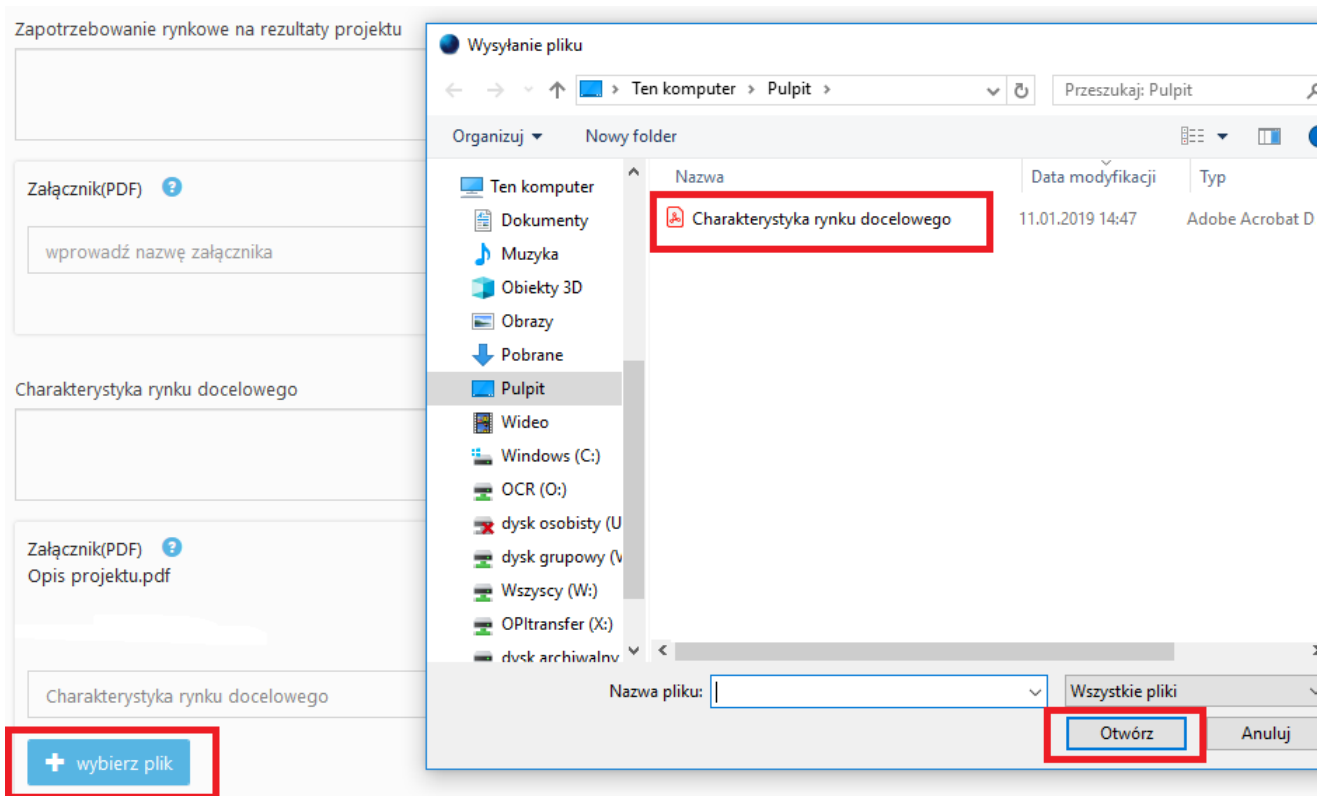 Zapotrzebowanie rynkowe na rezultaty projektu
Załącznik(PDF) ?
wprowadź nazwę załącznika
Charakterystyka rynku docelowego
Załącznik(PDF) ?
Opis projektu.pdf
Charakterystyka rynku docelowego
+ wybierz plik
Wysyłanie pliku
Ten komputer > Pulpit >
Przeszukaj: Pulpit
Organizuj
Nowy folder
Nazwa
Data modyfikacji
Typ
Charakterystyka rynku docelowego
11.01.2019 14:47
Adobe Acrobat D
Ten komputer
Dokumenty
Muzyka
Obiekty 3D
Obrazy
Pobrane
Pulpit
Wideo
Windows (C:)
OCR (O:)
dysk osobisty (U
dysk grupowy (V
Wszyscy (W:)
OPItransfer (X:)
dysk archiwalny
Nazwa pliku:
Wszystkie pliki
Otwórz
Anuluj